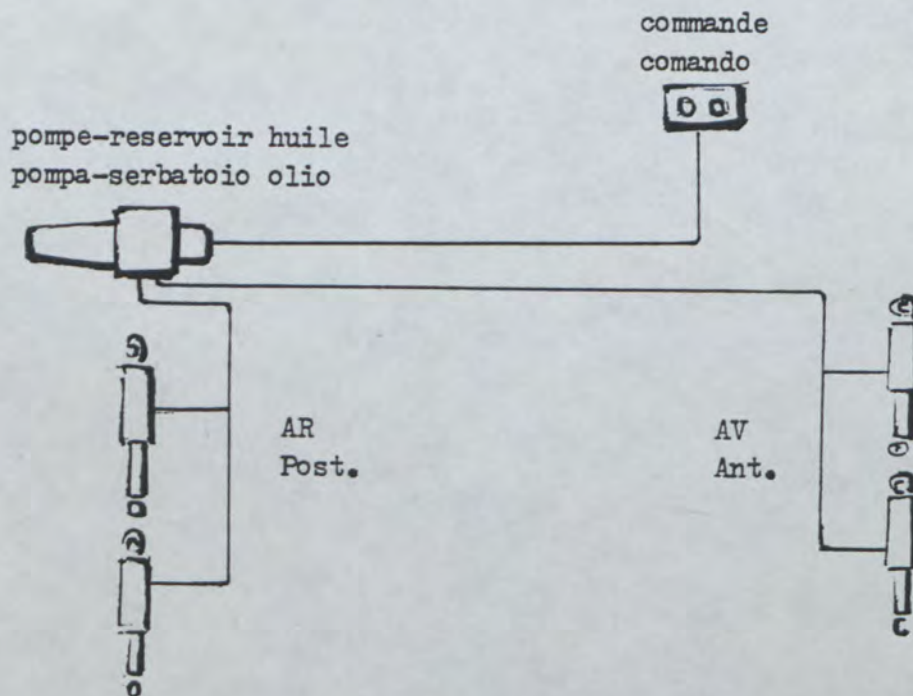 commande
comando
pompe-reservoir huile
pompa-serbatoio olio
AR
Post.
AV
Ant.